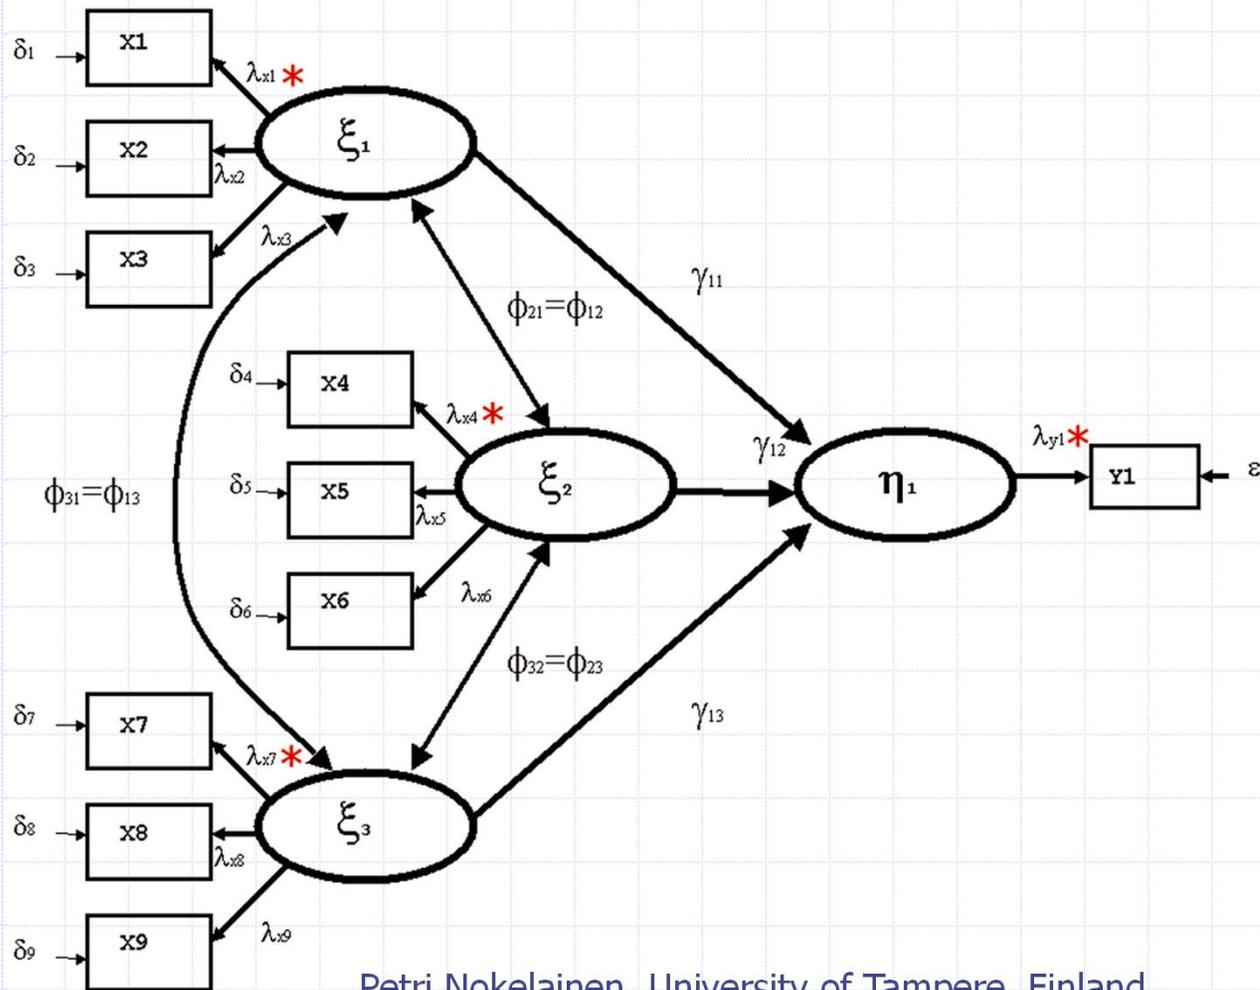 δ1
X1
λx1 *
δ2
X2
λx2
ξ1
δ3
X3
λx3
γ11
ϕ21=ϕ12
δ4
X4
λx4 *
γ12
λy1 *
δ5
X5
λx5
ξ2
η1
Y1
ε
ϕ31=ϕ13
δ6
X6
λx6
ϕ32=ϕ23
γ13
δ7
X7
λx7 *
δ8
X8
λx8
ξ3
δ9
X9
λx9
Petri Nokelainen, University of Tampere, Finland